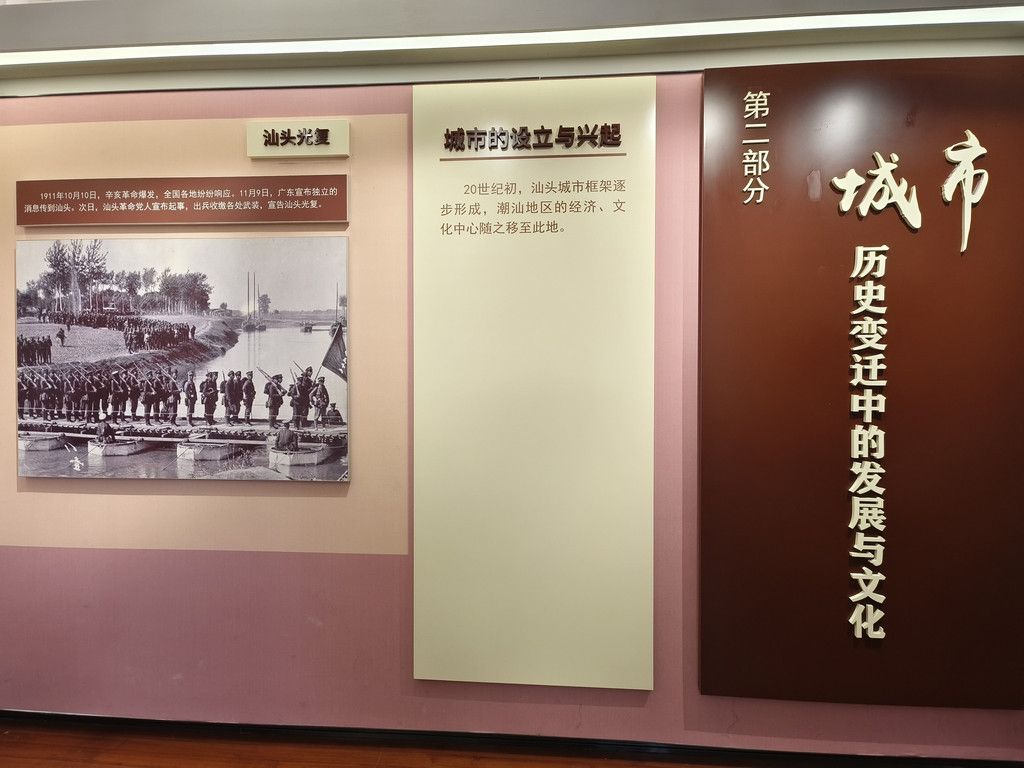 汕头光复
1911年10月10日，辛亥革命爆发，全国各地纷纷响应。11月9日，广东宣布独立的
消息传到汕头。次日，汕头革命党人宣布起事，出兵收缴各处武装，宣告汕头光复。
城市的设立与兴起
20世纪初，汕头城市框架逐
步形成，潮汕地区的经济、文
化中心随之移至此地。
第二部分
城市
历史变迁中的发展与文化